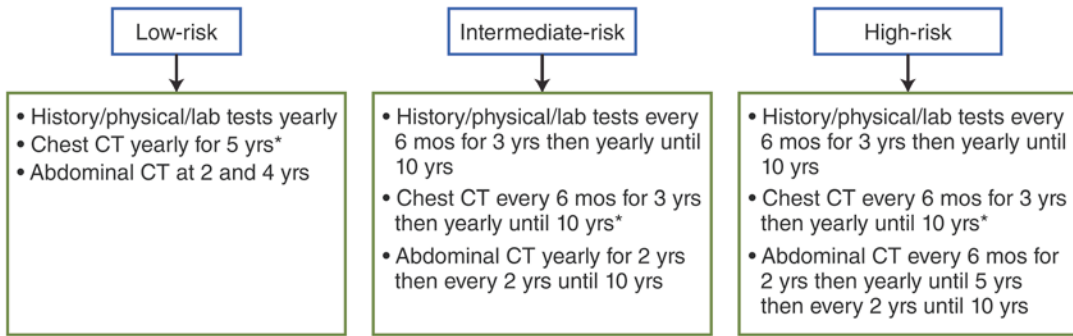 Low-risk
• History/physical/lab tests yearly
• Chest CT yearly for 5 yrs*
• Abdominal CT at 2 and 4 yrs
Intermediate-risk
• History/physical/lab tests every
6 mos for 3 yrs then yearly until
10 yrs
• Chest CT every 6 mos for 3 yrs
then yearly until 10 yrs*
• Abdominal CT yearly for 2 yrs
then every 2 yrs until 10 yrs
High-risk
• History/physical/lab tests every
6 mos for 3 yrs then yearly until
10 yrs
• Chest CT every 6 mos for 3 yrs
then yearly until 10 yrs*
• Abdominal CT every 6 mos for
2 yrs then yearly until 5 yrs
then every 2 yrs until 10 yrs